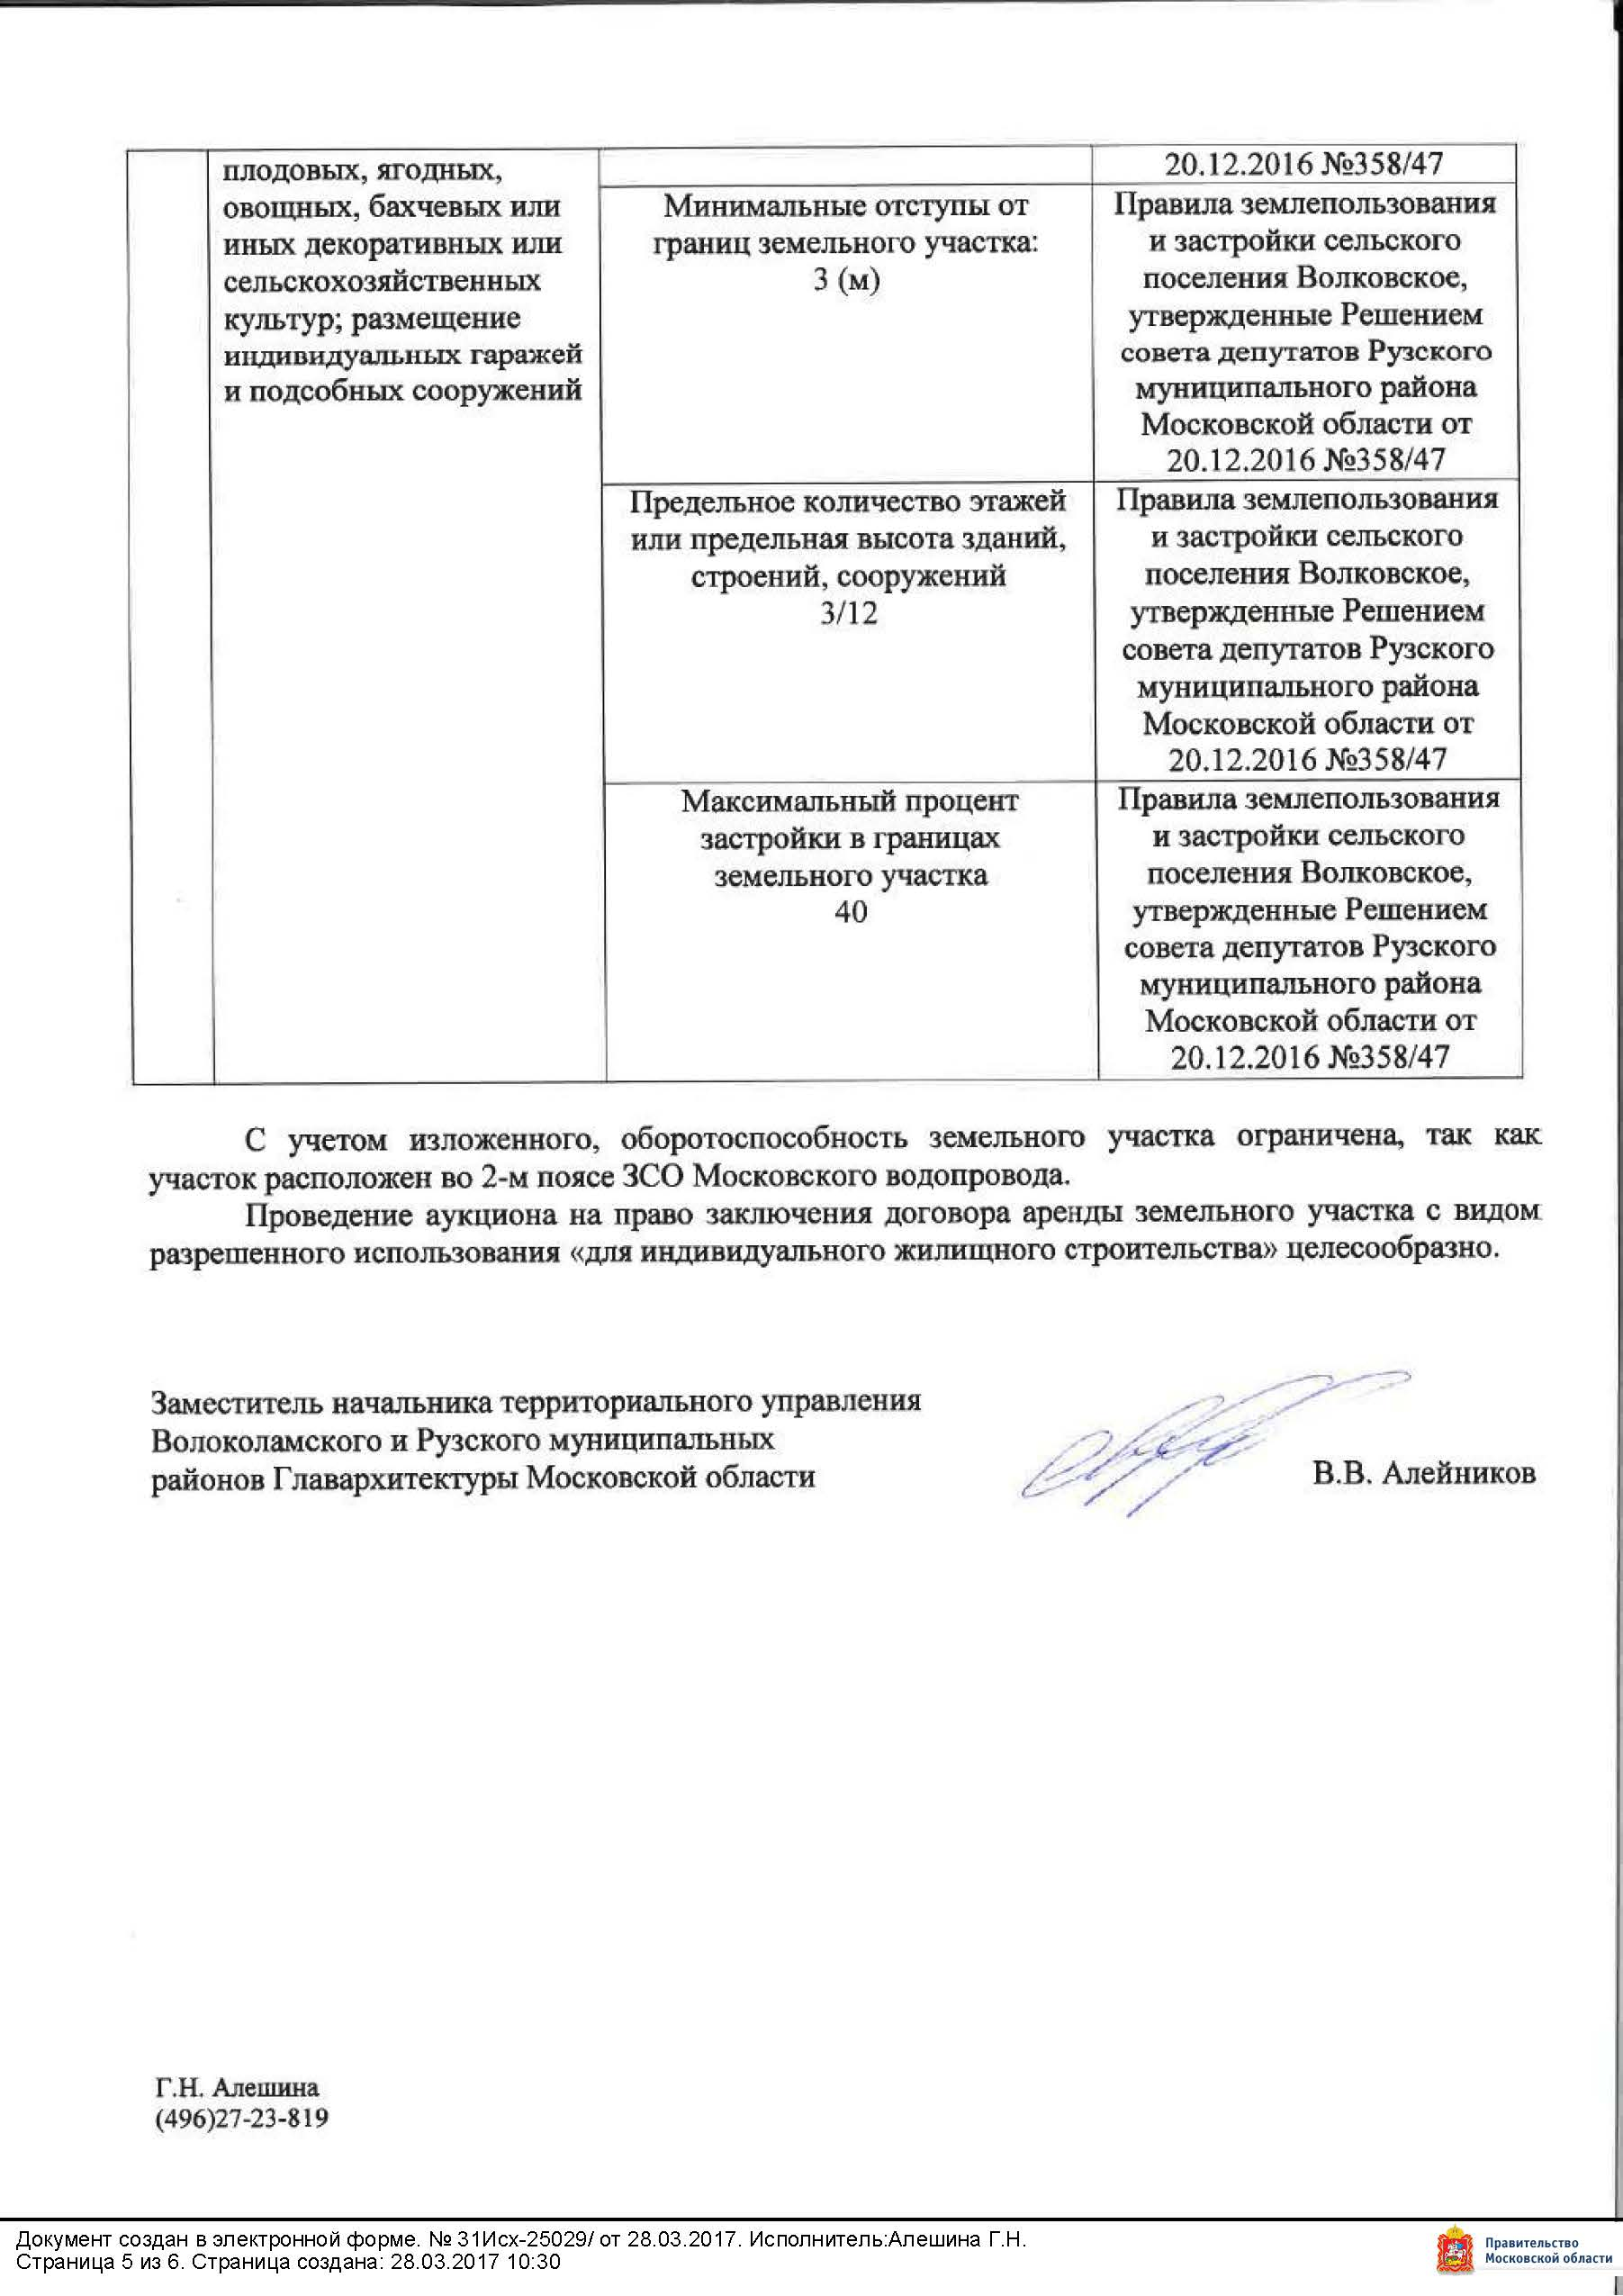 плодовых, ягодных,
овощных, бахчевых или
иных декоративных или
сельскохозяйственных
культур; размещение
индивидуальных гаражей
и подсобных сооружений
20.12.2016 №358/47
Минимальные отступы от
границ земельного участка:
3 (м)
Правила землепользования
и застройки сельского
поселения Волковское,
утвержденные Решением
совета депутатов Рузского
муниципального района
Московской области от
20.12.2016 №358/47
Предельное количество этажей
или предельная высота зданий,
строений, сооружений
3/12
Правила землепользования
и застройки сельского
поселения Волковское,
утвержденные Решением
совета депутатов Рузского
муниципального района
Московской области от
20.12.2016 №358/47
Максимальный процент
застройки в границах
земельного участка
40
Правила землепользования
и застройки сельского
поселения Волковское,
утвержденные Решением
совета депутатов Рузского
муниципального района
Московской области от
20.12.2016 №358/47
С учетом изложенного, оборотоспособность земельного участка ограничена, так как
участок расположен во 2-м поясе ЗСО Московского водопровода.
Проведение аукциона на право заключения договора аренды земельного участка с видом
разрешенного использования «для индивидуального жилищного строительства» целесообразно.
Заместитель начальника территориального управления
Волоколамского и Рузского муниципальных
районов Главархитектуры Московской области
В.В. Алейников
Г.Н. Алешина
(496)27-23-819
Документ создан в электронной форме. № 31Исх-25029/ от 28.03.2017. Исполнитель:Алешина Г.Н.
Страница 5 из 6. Страница создана: 28.03.2017 10:30
Правительство
Московской области